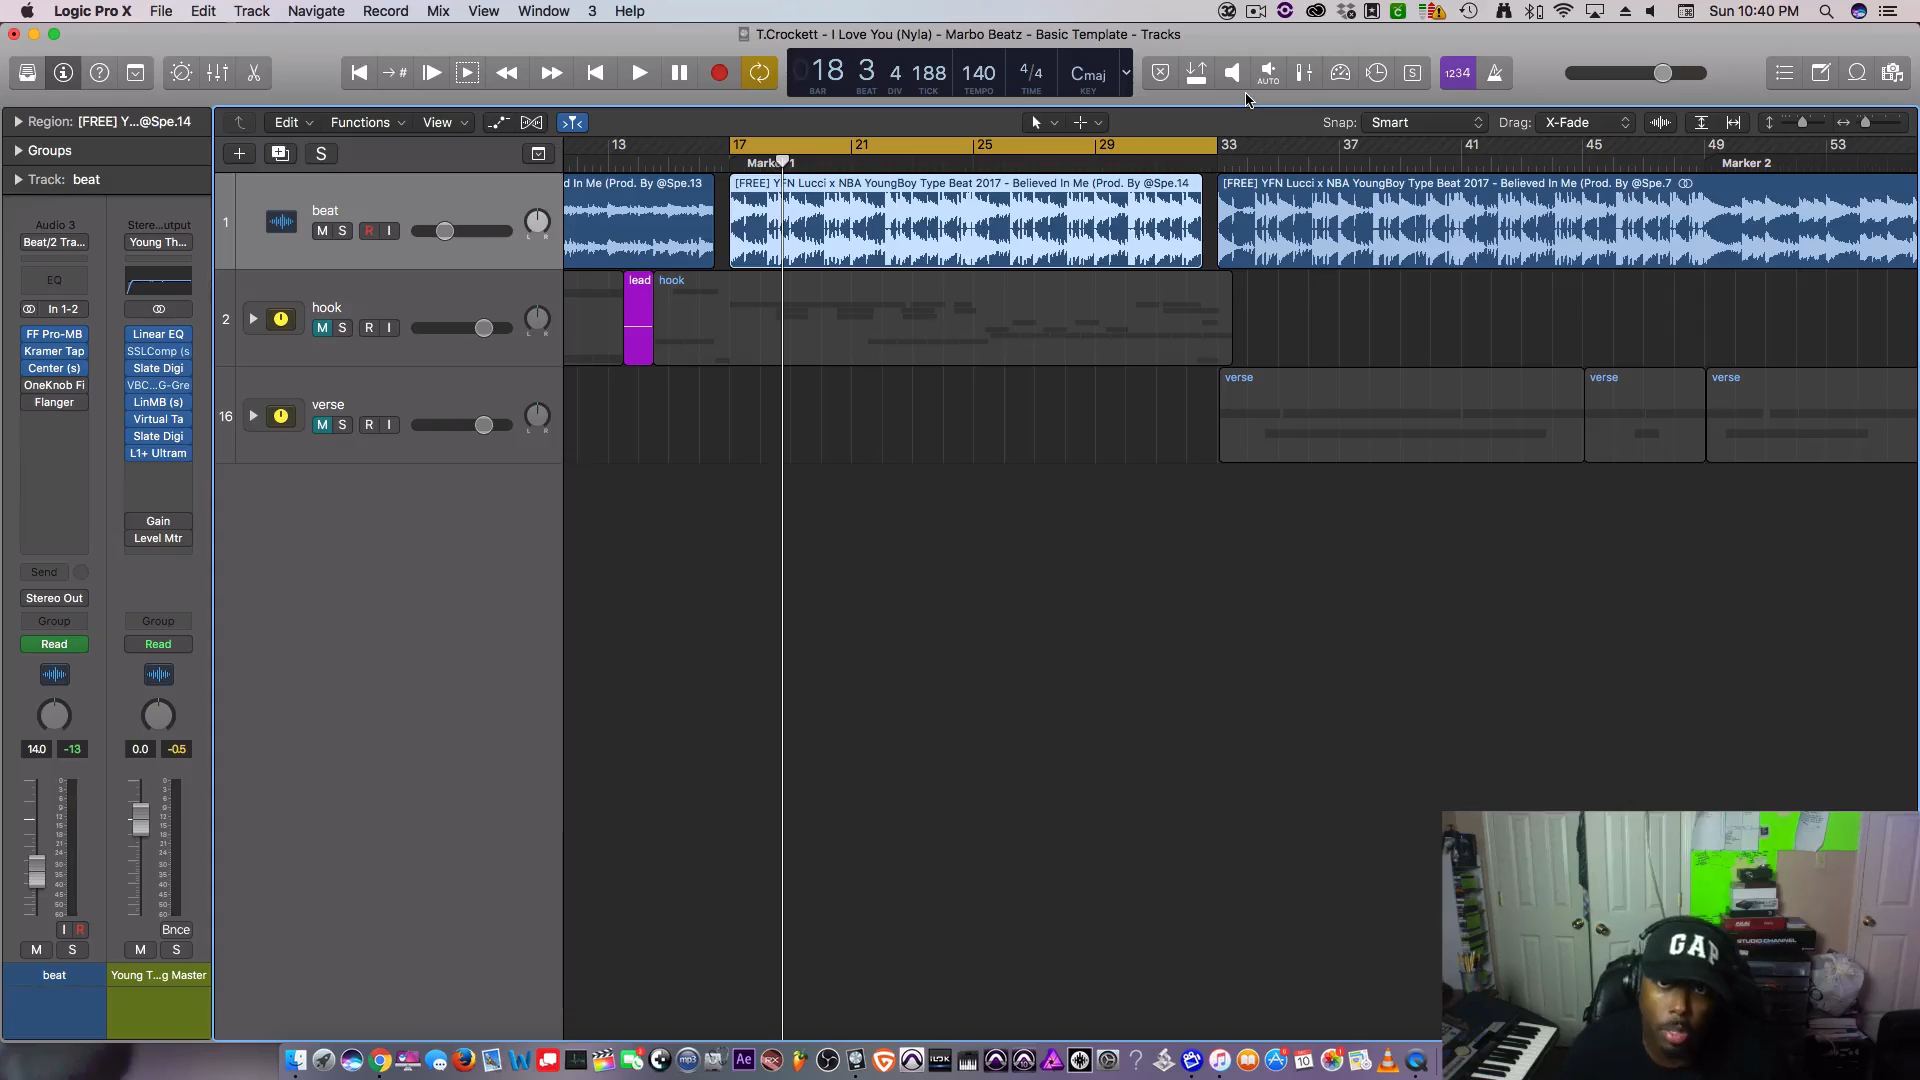 Logic Pro X File Edit Track Navigate Record Mix View Window 3 Help
Sun 10:40 PM
T.Crockett - I Love You (Nyla) - Marbo Beatz - Basic Template - Tracks
18 3 4 188 140 4/4 Cmaj
BAR BEAT DIV TICK TEMPO TIME KEY
AUTO
S
1234
Region: [FREE] Y...@Spe.14
Groups
Track: beat
Edit Functions View
Snap: Smart Drag: X-Fade
S
13 17 21 25 29 33 37 41 45 49 53
Marker 2
d In Me (Prod. By @Spe.13
[FREE] YFN Lucci x NBA YoungBoy Type Beat 2017 - Believed In Me (Prod. By @Spe.14
[FREE] YFN Lucci x NBA YoungBoy Type Beat 2017 - Believed In Me (Prod. By @Spe.7
1 beat
M S R I
L R
lead hook
2 hook
M S R I
L R
verse verse verse
16 verse
M S R I
L R
Audio 3 Stere...utput
Beat/2 Tra... Young Th...
EQ
In 1-2
FF Pro-MB Linear EQ
Kramer Tap SSLComp (s
Center (s) Slate Digi
OneKnob Fi VBC...G-Gre
Flanger LinMB (s)
Virtual Ta
Slate Digi
L1+ Ultram
Gain
Level Mtr
Send
Stereo Out
Group Group
Read Read
14.0 -13 0.0 -0.5
I R Bnce
M S M S
beat Young T...g Master
GAP